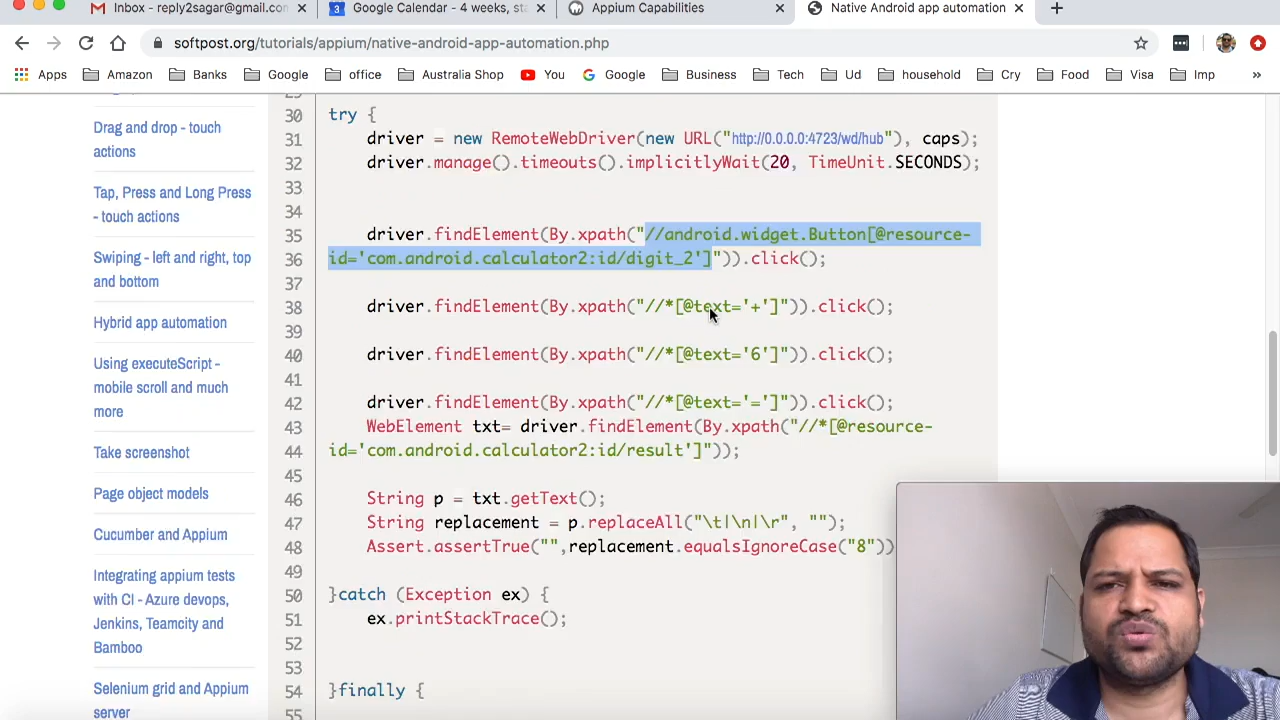 Inbox - reply2sagar@gmail.con
Google Calendar - 4 weeks, sta
Appium Capabilities
Native Android app automation
softpost.org/tutorials/appium/native-android-app-automation.php
Apps
Amazon
Banks
Google
office
Australia Shop
You
Google
Business
Tech
Ud
household
Cry
Food
Visa
Imp
»
Drag and drop - touch
actions
Tap, Press and Long Press
- touch actions
Swiping - left and right, top
and bottom
Hybrid app automation
Using executeScript -
mobile scroll and much
more
Take screenshot
Page object models
Cucumber and Appium
Integrating appium tests
with CI - Azure devops,
Jenkins, Teamcity and
Bamboo
Selenium grid and Appium
server
29
30 try {
31 driver = new RemoteWebDriver(new URL("http://0.0.0.0:4723/wd/hub"), caps);
32 driver.manage().timeouts().implicitlyWait(20, TimeUnit.SECONDS);
33
34
35 driver.findElement(By.xpath("//android.widget.Button[@resource-
36 id='com.android.calculator2:id/digit_2']")).click();
37
38 driver.findElement(By.xpath("//*[@text='+']")).click();
39
40 driver.findElement(By.xpath("//*[@text='6']")).click();
41
42 driver.findElement(By.xpath("//*[@text='=']")).click();
43 WebElement txt= driver.findElement(By.xpath("//*[@resource-
44 id='com.android.calculator2:id/result']"));
45
46 String p = txt.getText();
47 String replacement = p.replaceAll("\t|\n|\r", "");
48 Assert.assertTrue("",replacement.equalsIgnoreCase("8"))
49
50 }catch (Exception ex) {
51 ex.printStackTrace();
52
53
54 }finally {
55